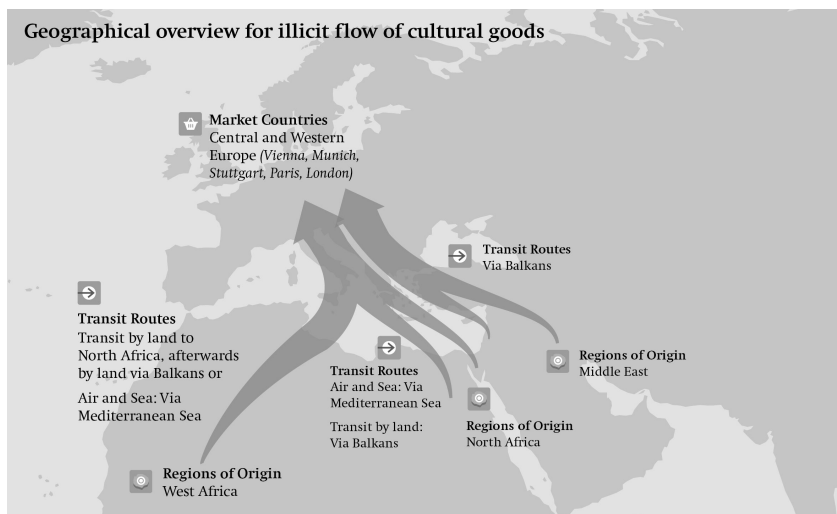 Geographical overview for illicit flow of cultural goods
Market Countries
Central and Western
Europe (Vienna, Munich,
Stuttgart, Paris, London)
Transit Routes
Via Balkans
Transit Routes
Transit by land to
North Africa, afterwards
by land via Balkans or
Air and Sea: Via
Mediterranean Sea
Transit Routes
Air and Sea: Via
Mediterranean Sea
Transit by land:
Via Balkans
Regions of Origin
Middle East
Regions of Origin
North Africa
Regions of Origin
West Africa